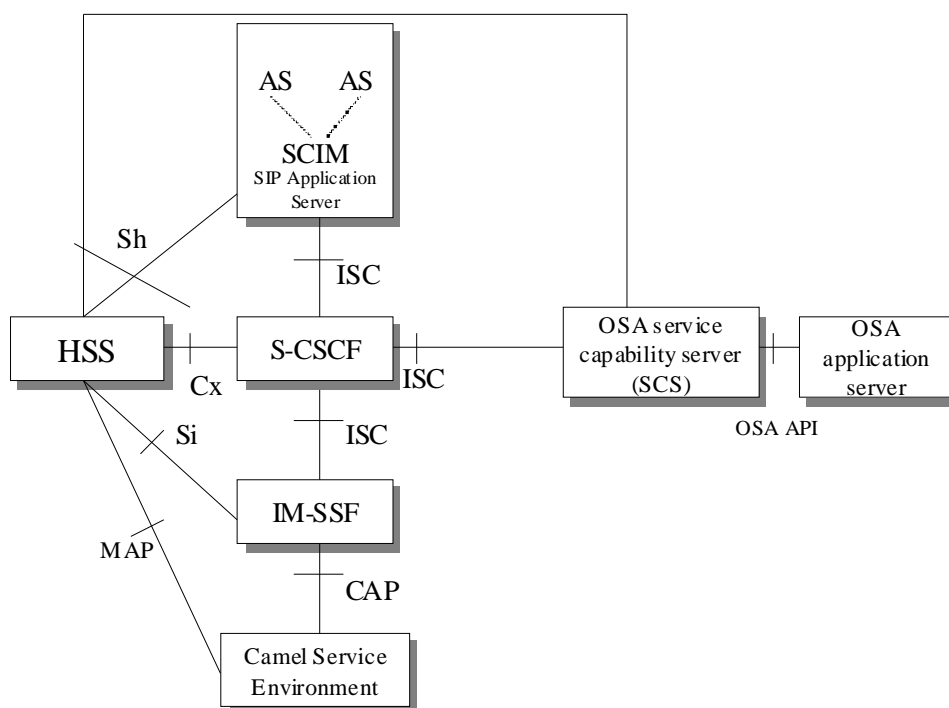 AS AS
SCIM
SIP Application
Server
Sh
ISC
HSS
S-CSCF
OSA service
capability server
(SCS)
OSA
application
server
Cx
ISC
OSA API
ISC
Si
IM-SSF
MAP
CAP
Camel Service
Environment